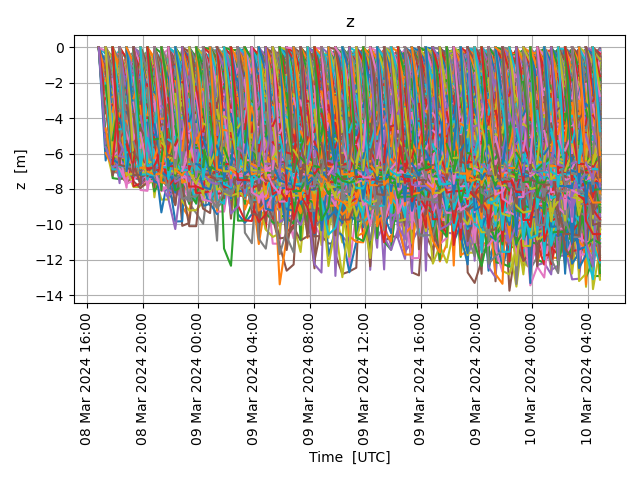 z
0
−2
−4
−6
−8
−10
−12
−14
z [m]
08 Mar 2024 16:00
08 Mar 2024 20:00
09 Mar 2024 00:00
09 Mar 2024 04:00
09 Mar 2024 08:00
09 Mar 2024 12:00
09 Mar 2024 16:00
09 Mar 2024 20:00
10 Mar 2024 00:00
10 Mar 2024 04:00
Time [UTC]